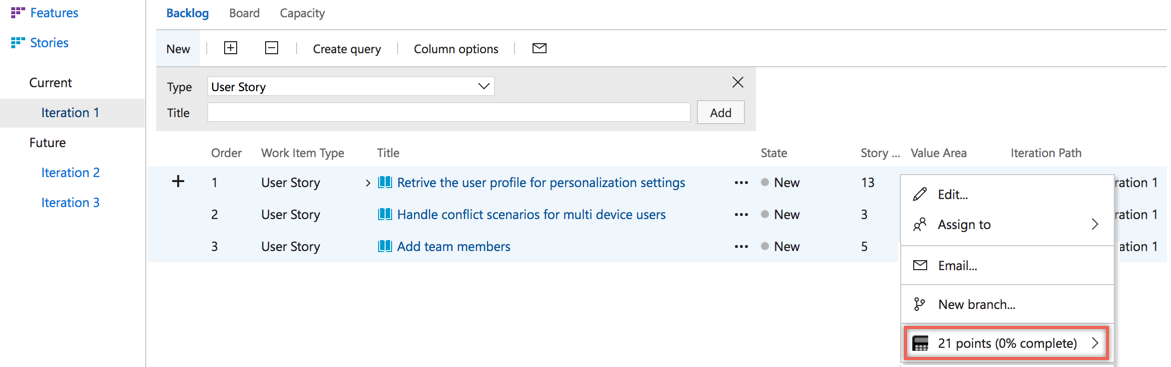 Features
Stories
Current
Iteration 1
Future
Iteration 2
Iteration 3
Backlog Board Capacity
New Create query Column options
Type User Story
Title Add
Order Work Item Type Title State Story ... Value Area Iteration Path
1 User Story Retrive the user profile for personalization settings ... New 13 ration 1
2 User Story Handle conflict scenarios for multi device users ... New 3 ration 1
3 User Story Add team members ... New 5 ration 1
Edit...
Assign to
Email...
New branch...
21 points (0% complete)